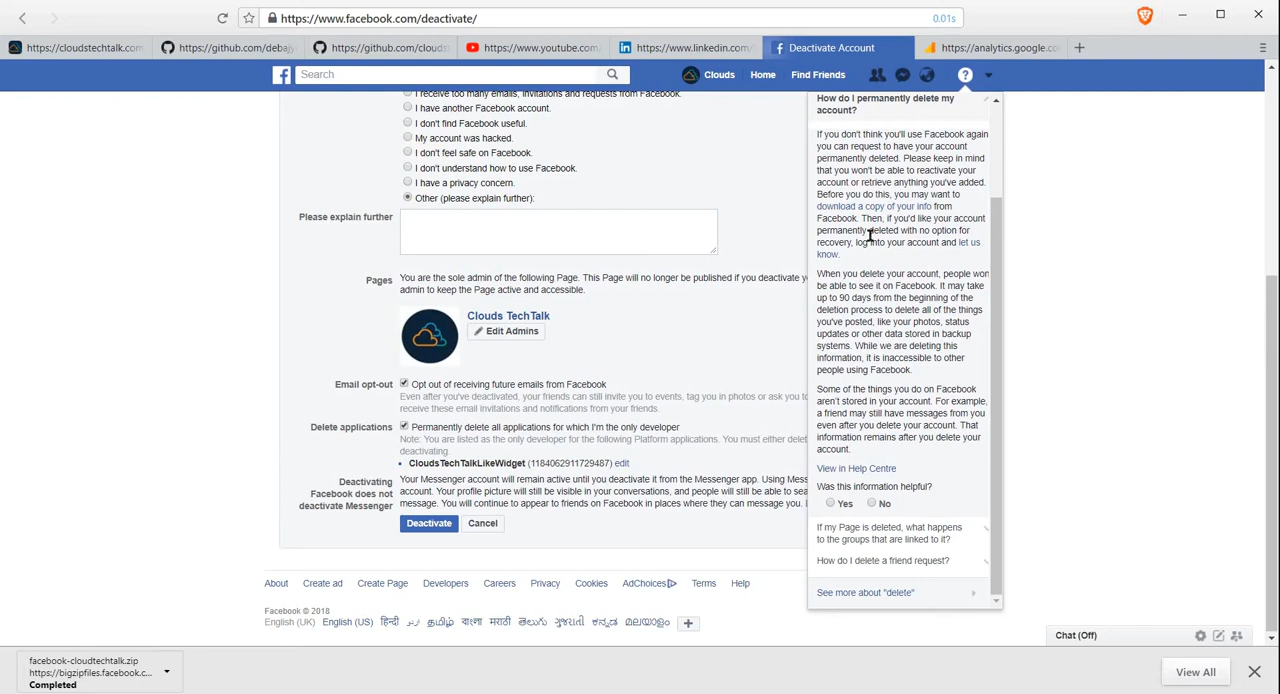 https://www.facebook.com/deactivate/
0.01s
https://cloudstechtalk.com
https://github.com/debajy
https://github.com/clouds
https://www.youtube.com/
https://www.linkedin.com/
Deactivate Account
https://analytics.google.co
Search
Clouds
Home
Find Friends
?
I receive too many emails, invitations and requests from Facebook.
I have another Facebook account.
I don't find Facebook useful.
My account was hacked.
I don't feel safe on Facebook.
I don't understand how to use Facebook.
I have a privacy concern.
Other (please explain further):
Please explain further
Pages
You are the sole admin of the following Page. This Page will no longer be published if you deactivate y
admin to keep the Page active and accessible.
Clouds TechTalk
Edit Admins
Email opt-out
Opt out of receiving future emails from Facebook
Even after you've deactivated, your friends can still invite you to events, tag you in photos or ask you to
receive these email invitations and notifications from your friends.
Delete applications
Permanently delete all applications for which I'm the only developer
Note: You are listed as the only developer for the following Platform applications. You must either delet
deactivating.
CloudsTechTalkLikeWidget (1184062911729487) edit
Deactivating
Facebook does not
deactivate Messenger
Your Messenger account will remain active until you deactivate it from the Messenger app. Using Mess
account. Your profile picture will still be visible in your conversations, and people will still be able to sea
message. You will continue to appear to friends on Facebook in places where they can message you.
Deactivate
Cancel
How do I permanently delete my
account?
If you don't think you'll use Facebook again
you can request to have your account
permanently deleted. Please keep in mind
that you won't be able to reactivate your
account or retrieve anything you've added.
Before you do this, you may want to
download a copy of your info from
Facebook. Then, if you'd like your account
permanently deleted with no option for
recovery, log into your account and let us
know.
When you delete your account, people won
be able to see it on Facebook. It may take
up to 90 days from the beginning of the
deletion process to delete all of the things
you've posted, like your photos, status
updates or other data stored in backup
systems. While we are deleting this
information, it is inaccessible to other
people using Facebook.
Some of the things you do on Facebook
aren't stored in your account. For example,
a friend may still have messages from you
even after you delete your account. That
information remains after you delete your
account.
View in Help Centre
Was this information helpful?
Yes
No
If my Page is deleted, what happens
to the groups that are linked to it?
How do I delete a friend request?
See more about "delete"
About
Create ad
Create Page
Developers
Careers
Privacy
Cookies
AdChoices
Terms
Help
Facebook © 2018
English (UK) English (US) हिन्दी اردو தமிழ் বাংলা मराठी తెలుగు ગુજરાતી ಕನ್ನಡ മലയാളം
Chat (Off)
facebook-cloudtechtalk.zip
https://bigzipfiles.facebook.c...
Completed
View All